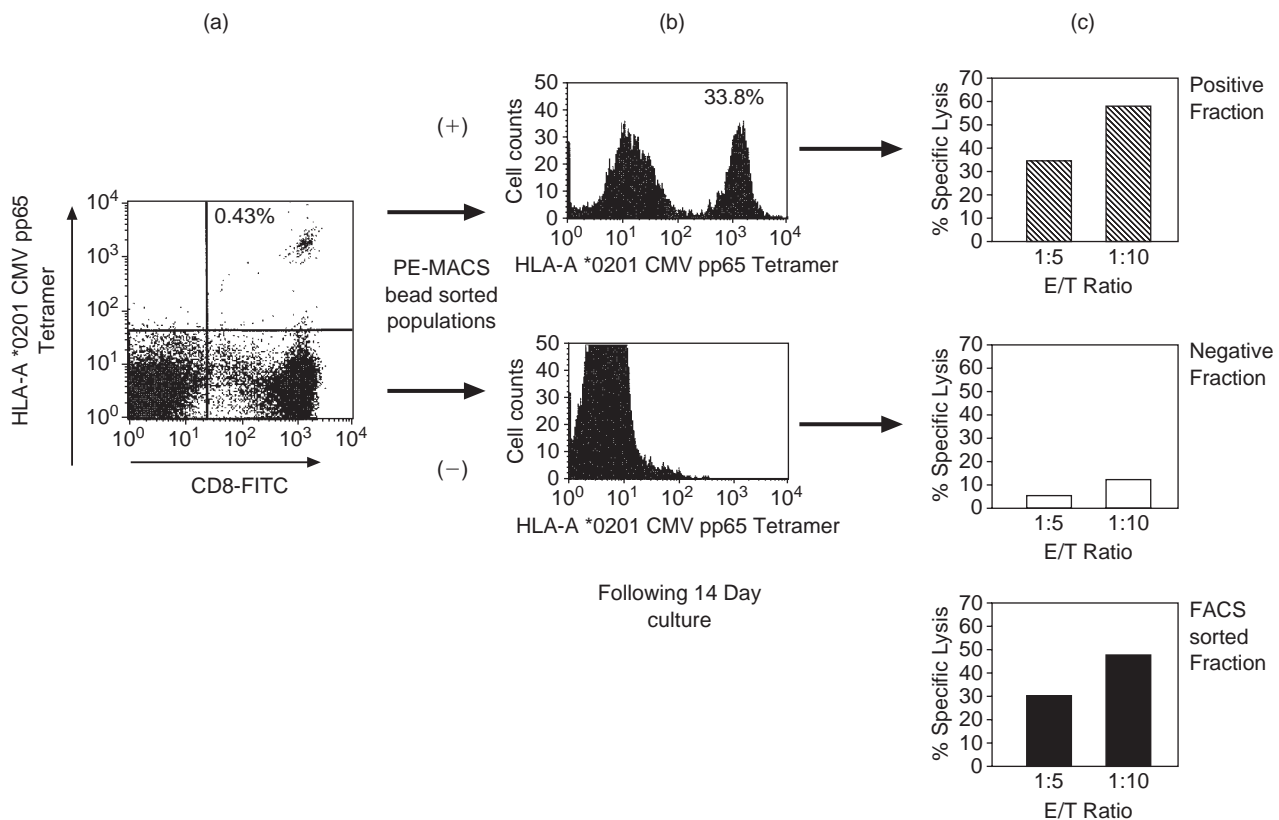 (a)
(b)
(c)
HLA-A *0201 CMV pp65
Tetramer
10^4
10^3
10^2
10^1
10^0
0.43%
10^0 10^1 10^2 10^3 10^4
CD8-FITC
(+)
PE-MACS
bead sorted
populations
(−)
Cell counts
50
40
30
20
10
0
33.8%
10^0 10^1 10^2 10^3 10^4
HLA-A *0201 CMV pp65 Tetramer
Cell counts
50
40
30
20
10
0
10^0 10^1 10^2 10^3 10^4
HLA-A *0201 CMV pp65 Tetramer
Following 14 Day
culture
% Specific Lysis
70
60
50
40
30
20
10
0
1:5 1:10
E/T Ratio
Positive
Fraction
% Specific Lysis
70
60
50
40
30
20
10
0
1:5 1:10
E/T Ratio
Negative
Fraction
% Specific Lysis
70
60
50
40
30
20
10
0
1:5 1:10
E/T Ratio
FACS
sorted
Fraction